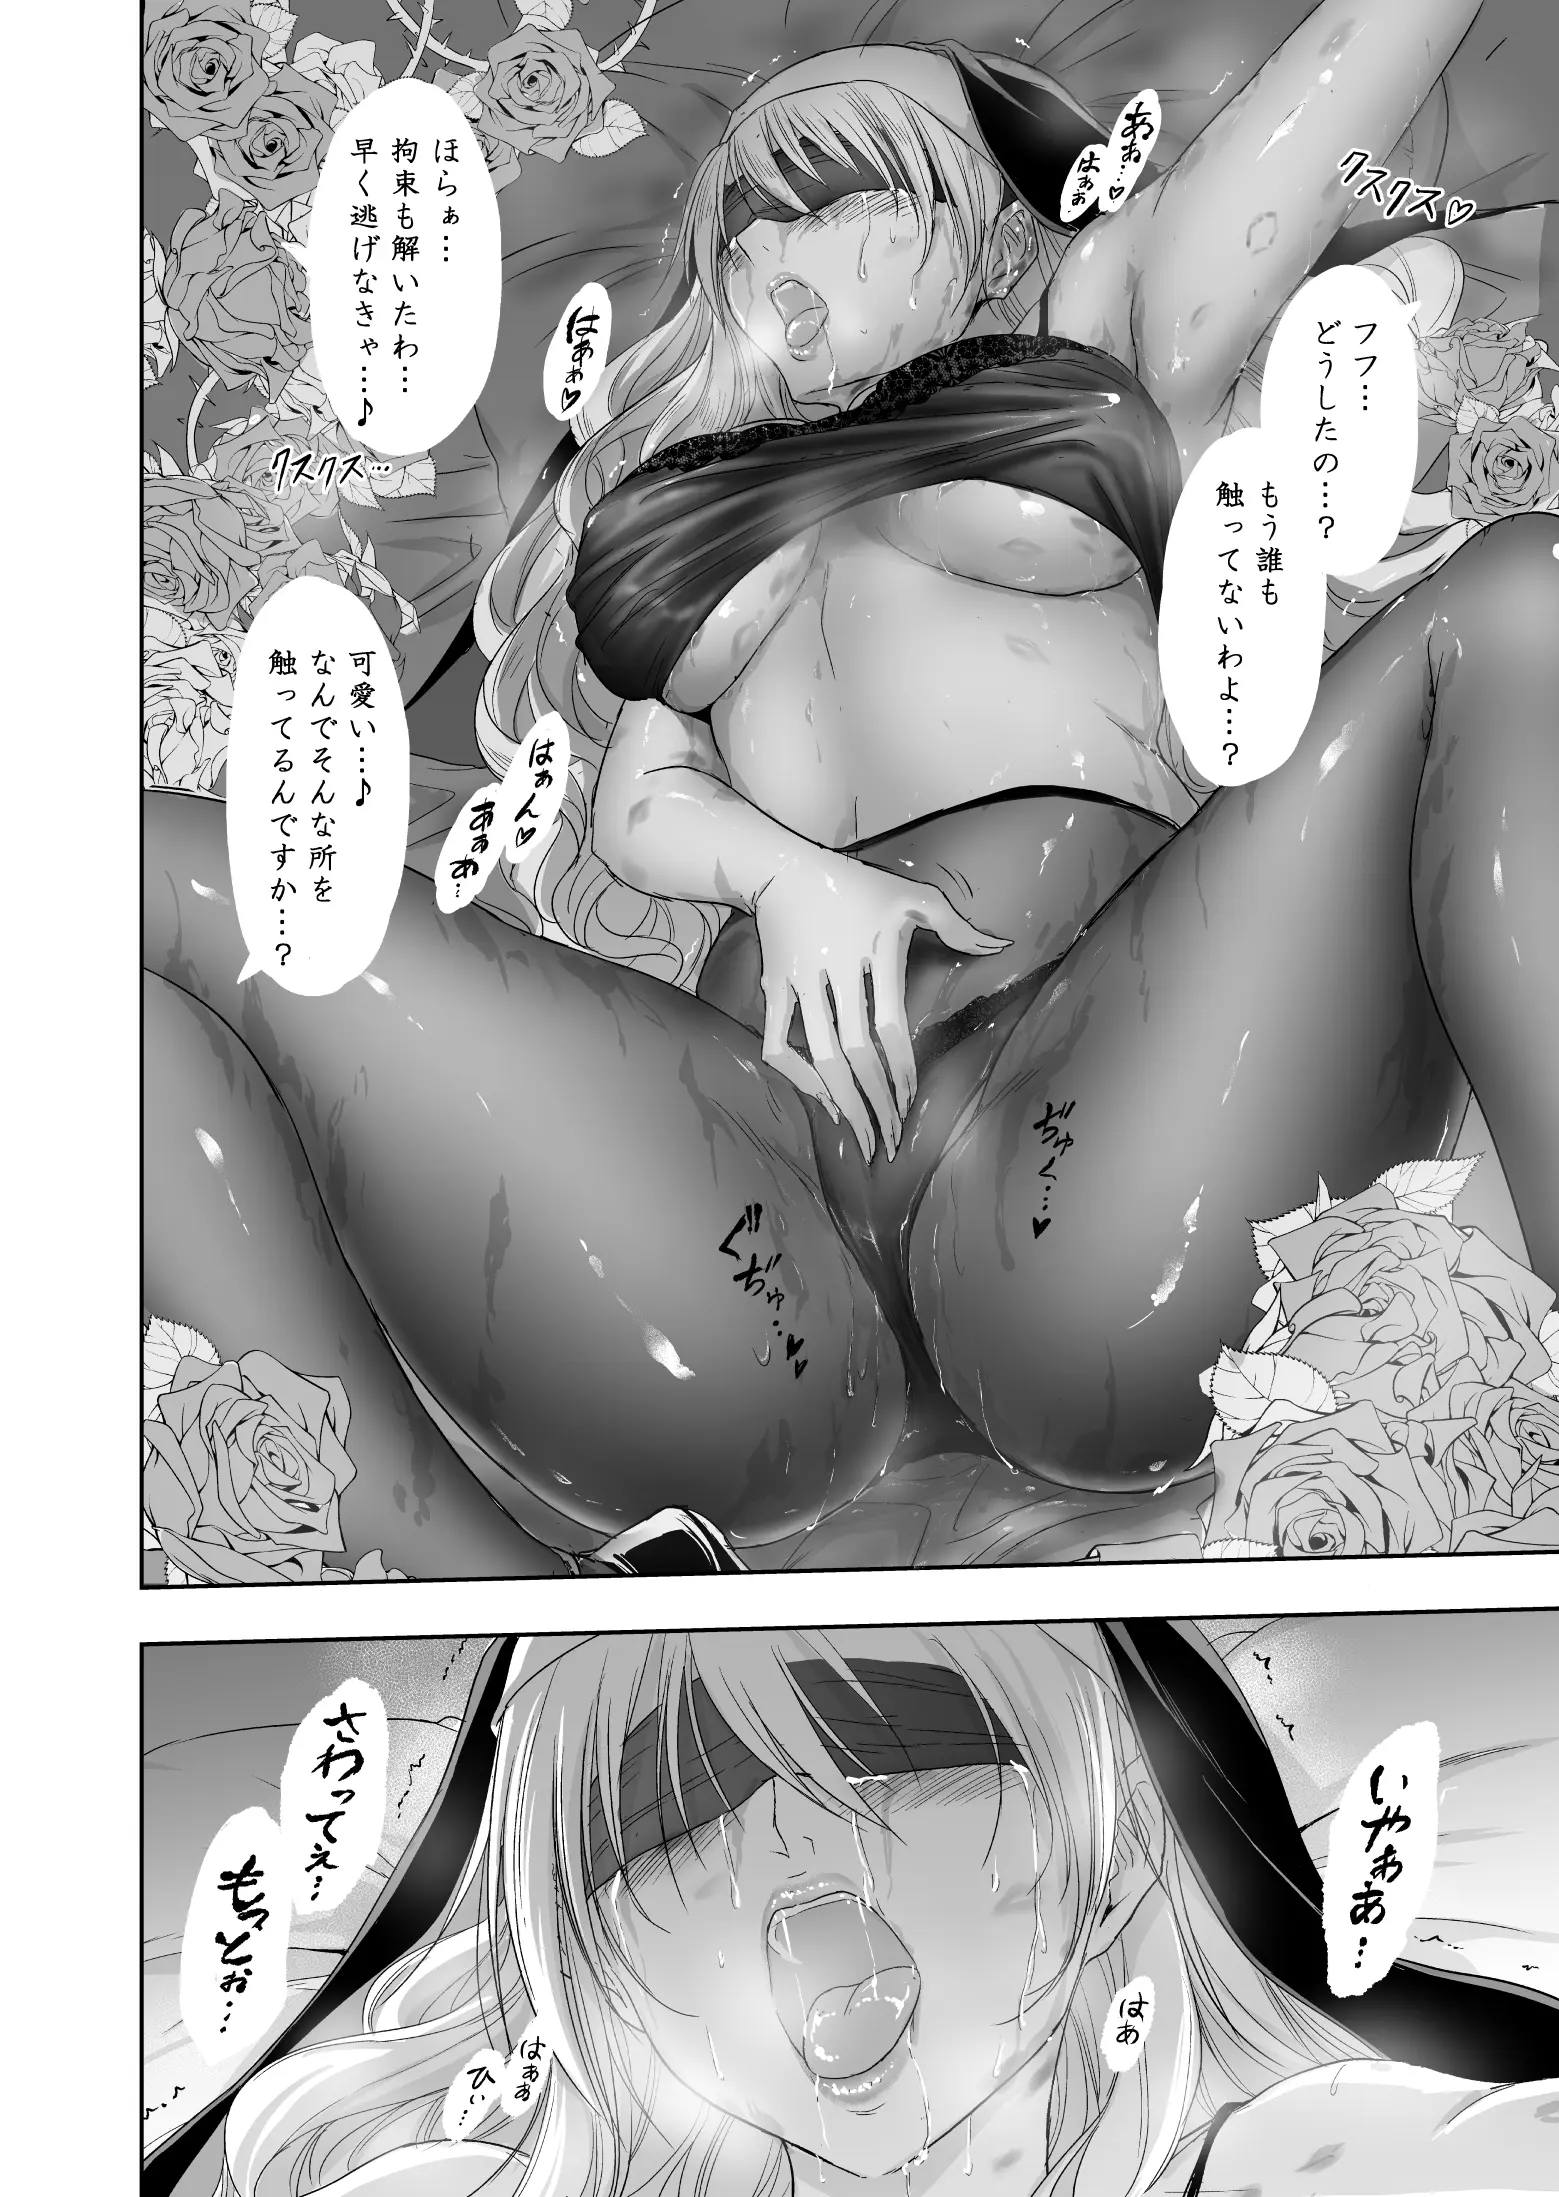 クスクス♡
フフ…
どうしたの…？
もう誰も
触ってないわよ…？
ああ…♡
はぁぉ
ほらぁ…
拘束も解いたわ…
早く逃げなきゃ…♪
クスクス…
はぁぁ♡
はぁん♡
あぁあ…
可愛い…♪
なんでそんな所を
触ってるんですか…？
ぢゅく…♡
ぐぢゅ…♡♡
いやぁあ…
はぁ
さわってぇ…
もっとぉ…
はぁぁ
ひぃ…